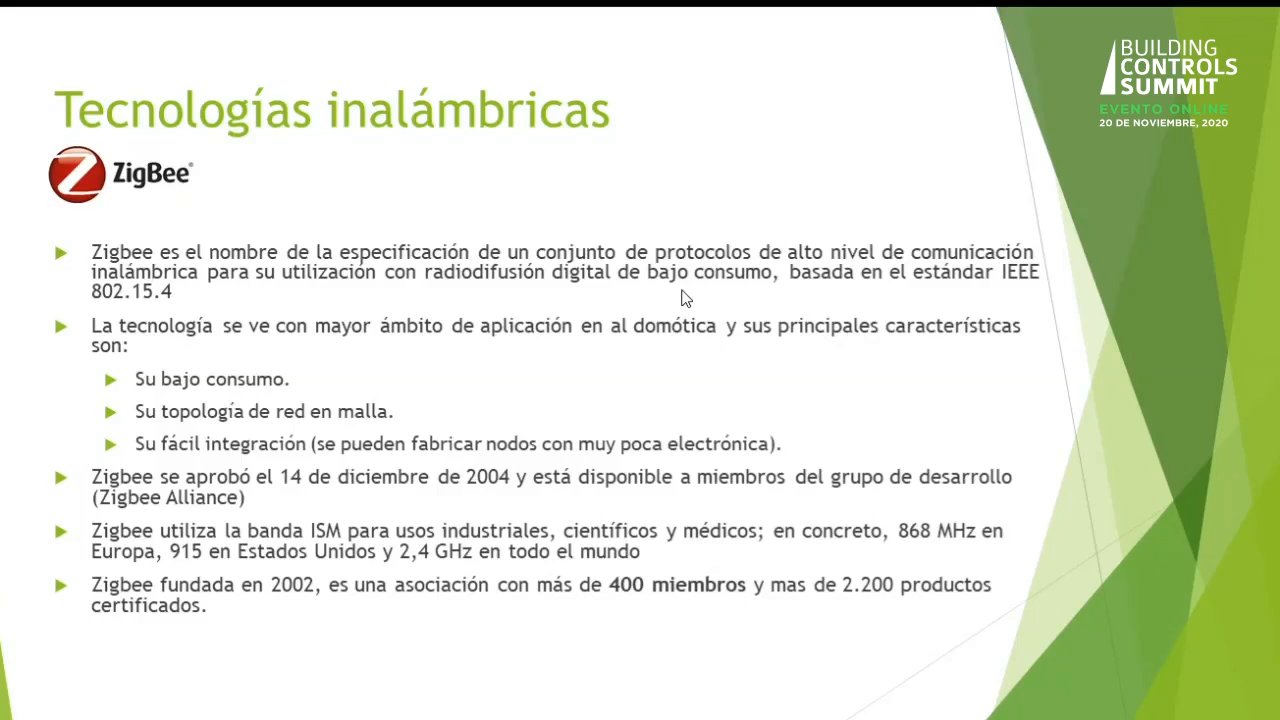 BUILDING
CONTROLS
SUMMIT
EVENTO ONLINE
20 DE NOVIEMBRE, 2020
Tecnologías inalámbricas
ZigBee®
Zigbee es el nombre de la especificación de un conjunto de protocolos de alto nivel de comunicación
inalámbrica para su utilización con radiodifusión digital de bajo consumo, basada en el estándar IEEE
802.15.4
La tecnología se ve con mayor ámbito de aplicación en al domótica y sus principales características
son:
Su bajo consumo.
Su topología de red en malla.
Su fácil integración (se pueden fabricar nodos con muy poca electrónica).
Zigbee se aprobó el 14 de diciembre de 2004 y está disponible a miembros del grupo de desarrollo
(Zigbee Alliance)
Zigbee utiliza la banda ISM para usos industriales, científicos y médicos; en concreto, 868 MHz en
Europa, 915 en Estados Unidos y 2,4 GHz en todo el mundo
Zigbee fundada en 2002, es una asociación con más de 400 miembros y mas de 2.200 productos
certificados.